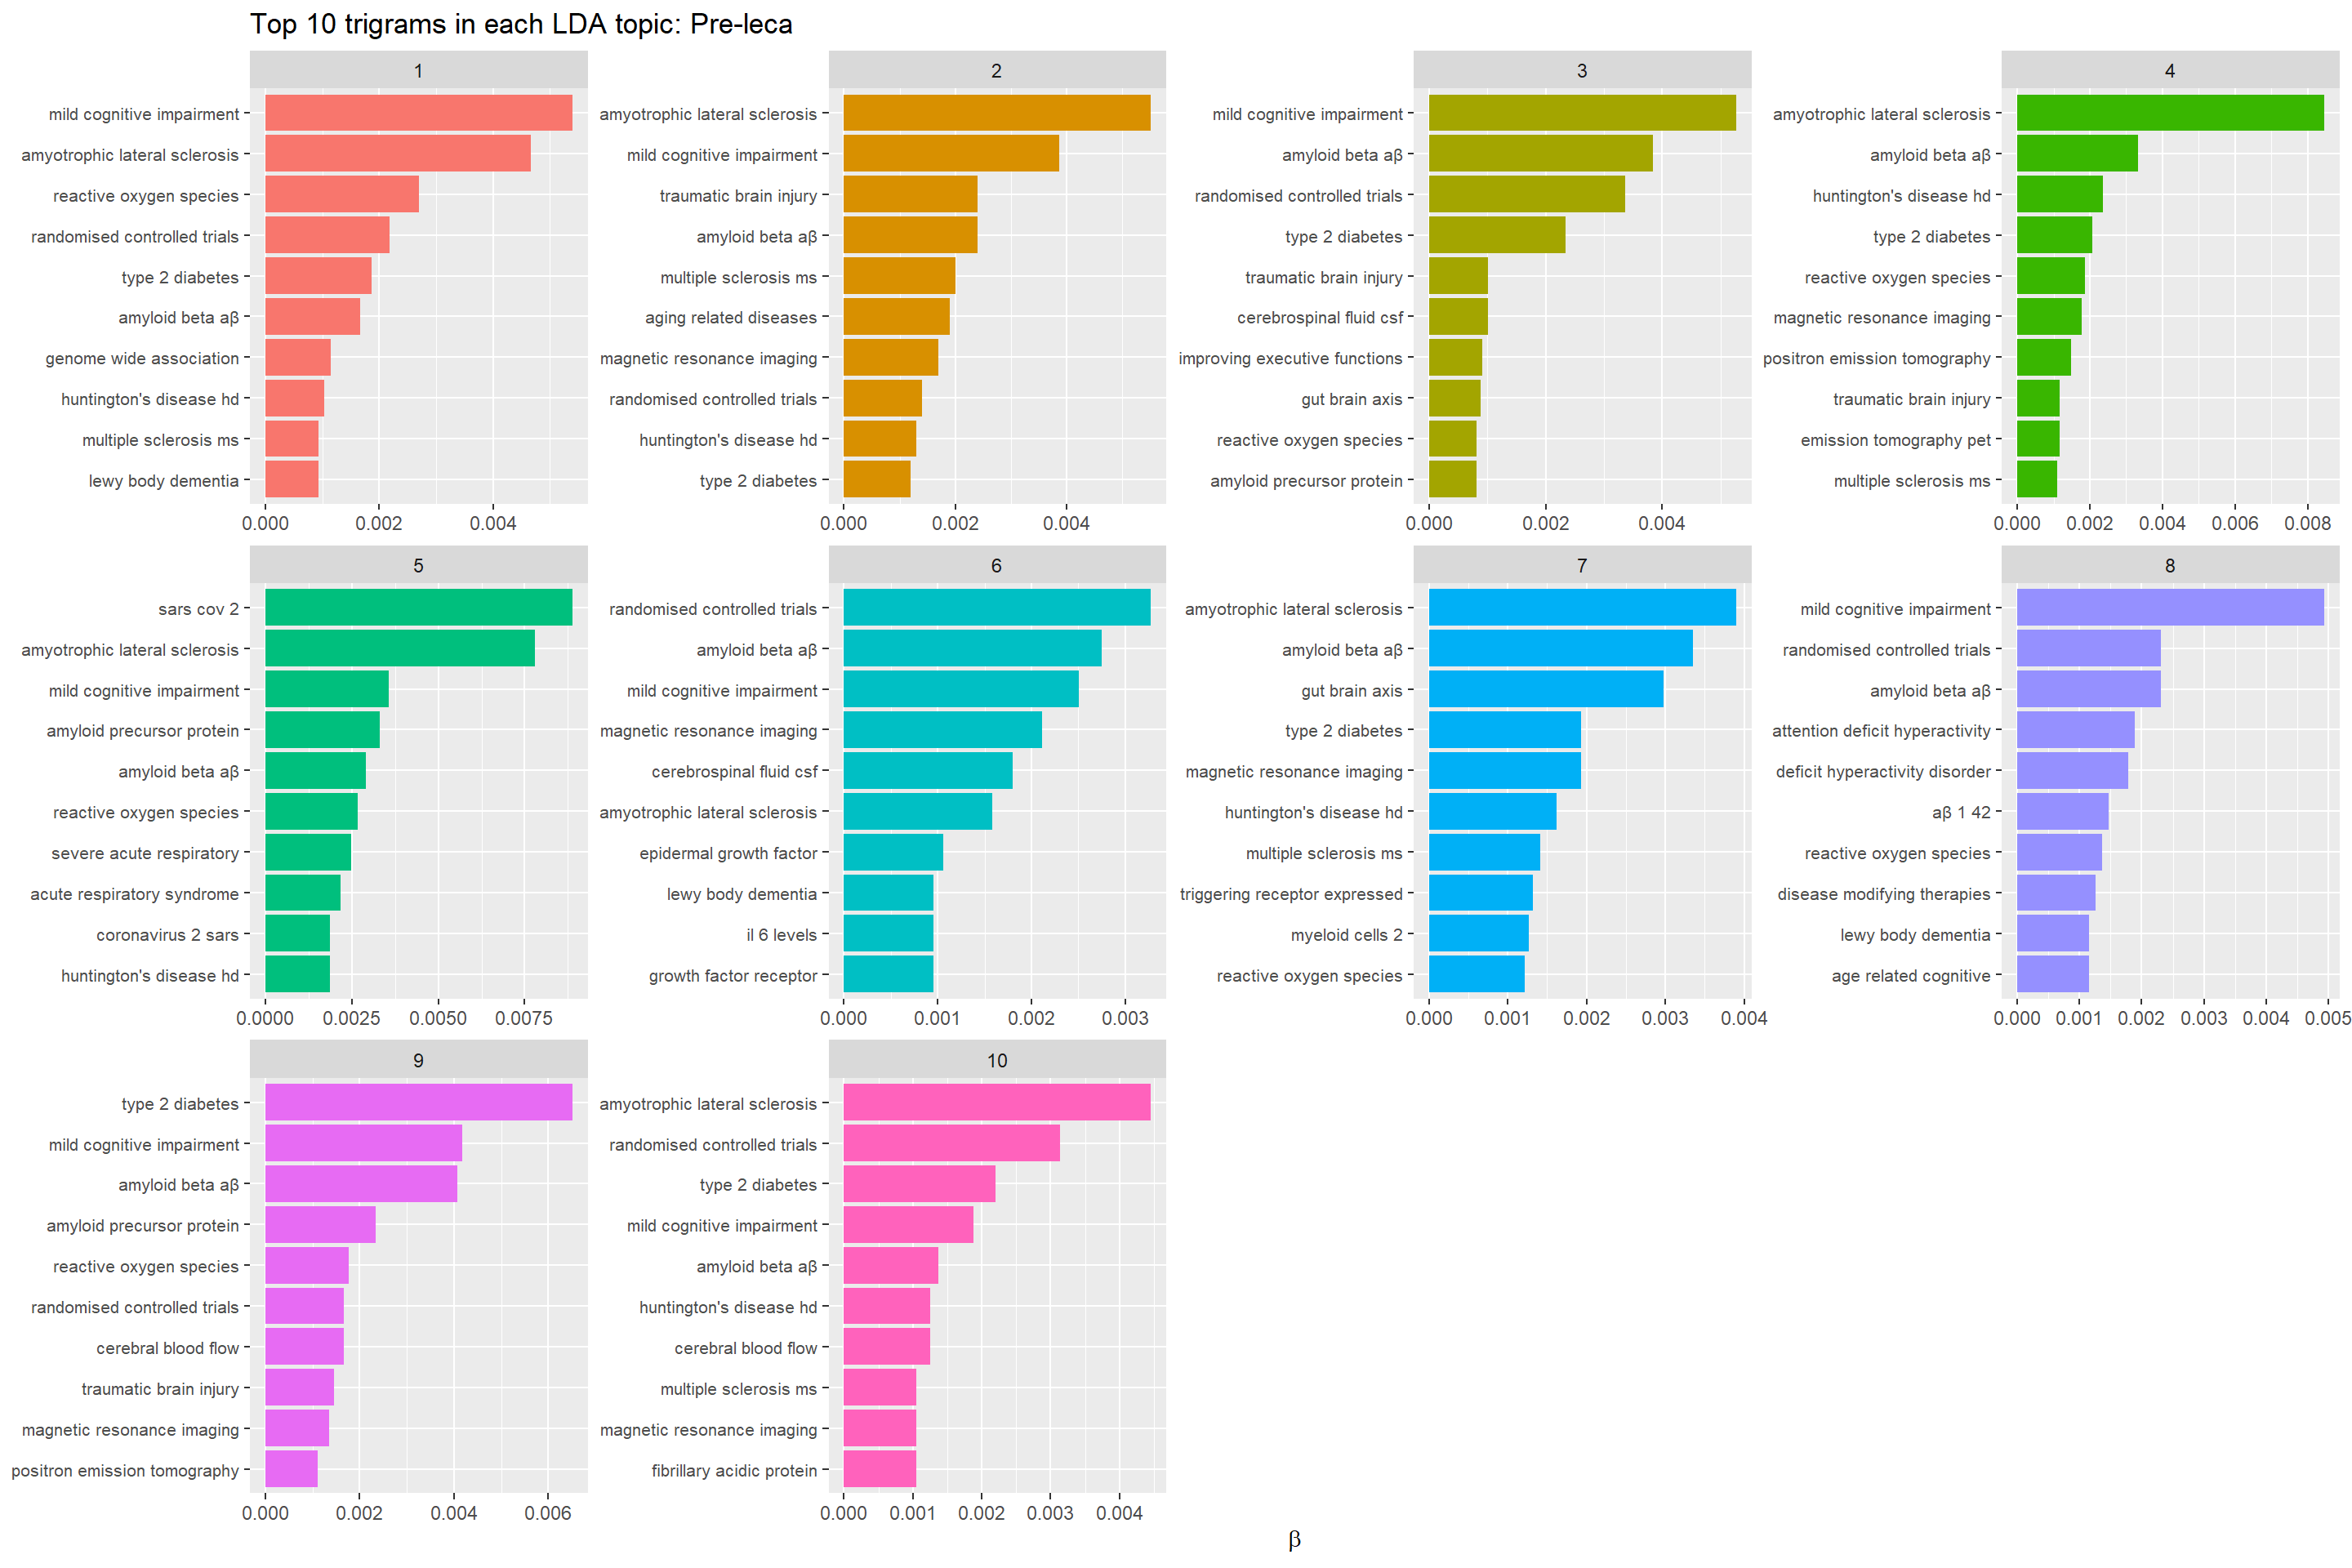 Top 10 trigrams in each LDA topic: Pre-leca
1
mild cognitive impairment
amyotrophic lateral sclerosis
reactive oxygen species
randomised controlled trials
type 2 diabetes
amyloid beta aβ
genome wide association
huntington's disease hd
multiple sclerosis ms
lewy body dementia
0.000 0.002 0.004
2
amyotrophic lateral sclerosis
mild cognitive impairment
traumatic brain injury
amyloid beta aβ
multiple sclerosis ms
aging related diseases
magnetic resonance imaging
randomised controlled trials
huntington's disease hd
type 2 diabetes
0.000 0.002 0.004
3
mild cognitive impairment
amyloid beta aβ
randomised controlled trials
type 2 diabetes
traumatic brain injury
cerebrospinal fluid csf
improving executive functions
gut brain axis
reactive oxygen species
amyloid precursor protein
0.000 0.002 0.004
4
amyotrophic lateral sclerosis
amyloid beta aβ
huntington's disease hd
type 2 diabetes
reactive oxygen species
magnetic resonance imaging
positron emission tomography
traumatic brain injury
emission tomography pet
multiple sclerosis ms
0.000 0.002 0.004 0.006 0.008
5
sars cov 2
amyotrophic lateral sclerosis
mild cognitive impairment
amyloid precursor protein
amyloid beta aβ
reactive oxygen species
severe acute respiratory
acute respiratory syndrome
coronavirus 2 sars
huntington's disease hd
0.0000 0.0025 0.0050 0.0075
6
randomised controlled trials
amyloid beta aβ
mild cognitive impairment
magnetic resonance imaging
cerebrospinal fluid csf
amyotrophic lateral sclerosis
epidermal growth factor
lewy body dementia
il 6 levels
growth factor receptor
0.000 0.001 0.002 0.003
7
amyotrophic lateral sclerosis
amyloid beta aβ
gut brain axis
type 2 diabetes
magnetic resonance imaging
huntington's disease hd
multiple sclerosis ms
triggering receptor expressed
myeloid cells 2
reactive oxygen species
0.000 0.001 0.002 0.003 0.004
8
mild cognitive impairment
randomised controlled trials
amyloid beta aβ
attention deficit hyperactivity
deficit hyperactivity disorder
aβ 1 42
reactive oxygen species
disease modifying therapies
lewy body dementia
age related cognitive
0.000 0.001 0.002 0.003 0.004 0.005
9
type 2 diabetes
mild cognitive impairment
amyloid beta aβ
amyloid precursor protein
reactive oxygen species
randomised controlled trials
cerebral blood flow
traumatic brain injury
magnetic resonance imaging
positron emission tomography
0.000 0.002 0.004 0.006
10
amyotrophic lateral sclerosis
randomised controlled trials
type 2 diabetes
mild cognitive impairment
amyloid beta aβ
huntington's disease hd
cerebral blood flow
multiple sclerosis ms
magnetic resonance imaging
fibrillary acidic protein
0.000 0.001 0.002 0.003 0.004
β